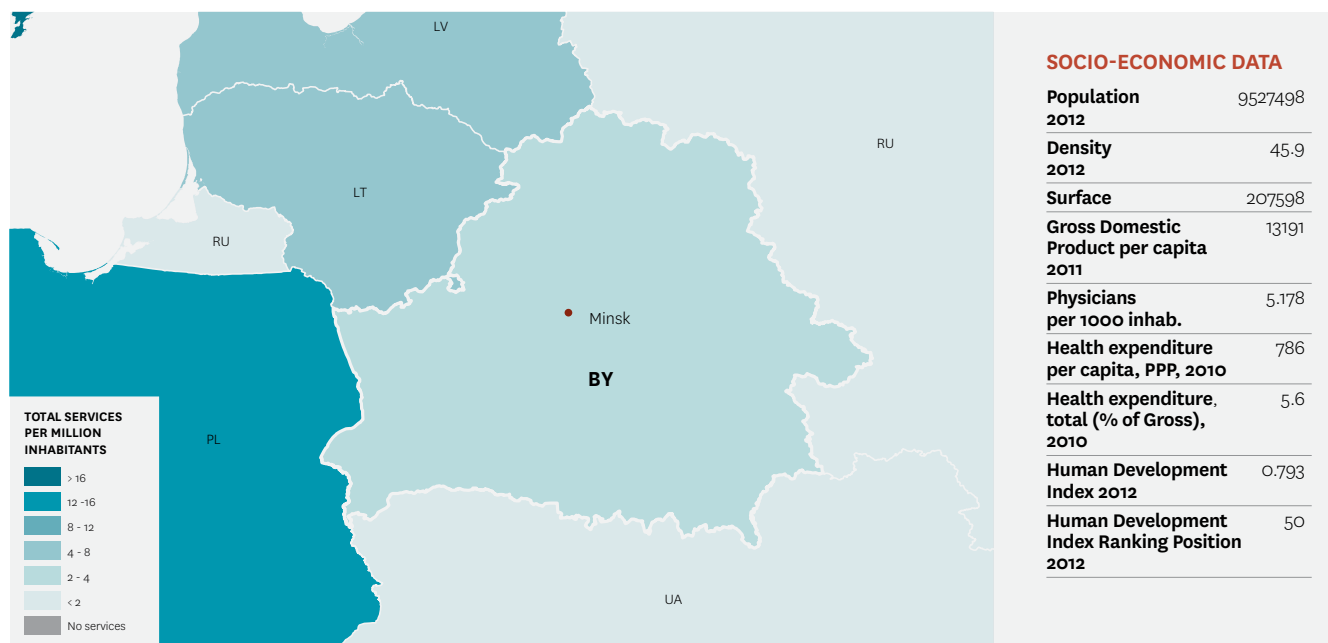 LV
RU
LT
RU
Minsk
BY
PL
UA
TOTAL SERVICES
PER MILLION
INHABITANTS
> 16
12 -16
8 - 12
4 - 8
2 - 4
< 2
No services
SOCIO-ECONOMIC DATA
Population 9527498
2012
Density 45.9
2012
Surface 207598
Gross Domestic 13191
Product per capita
2011
Physicians 5.178
per 1000 inhab.
Health expenditure 786
per capita, PPP, 2010
Health expenditure, 5.6
total (% of Gross),
2010
Human Development 0.793
Index 2012
Human Development 50
Index Ranking Position
2012